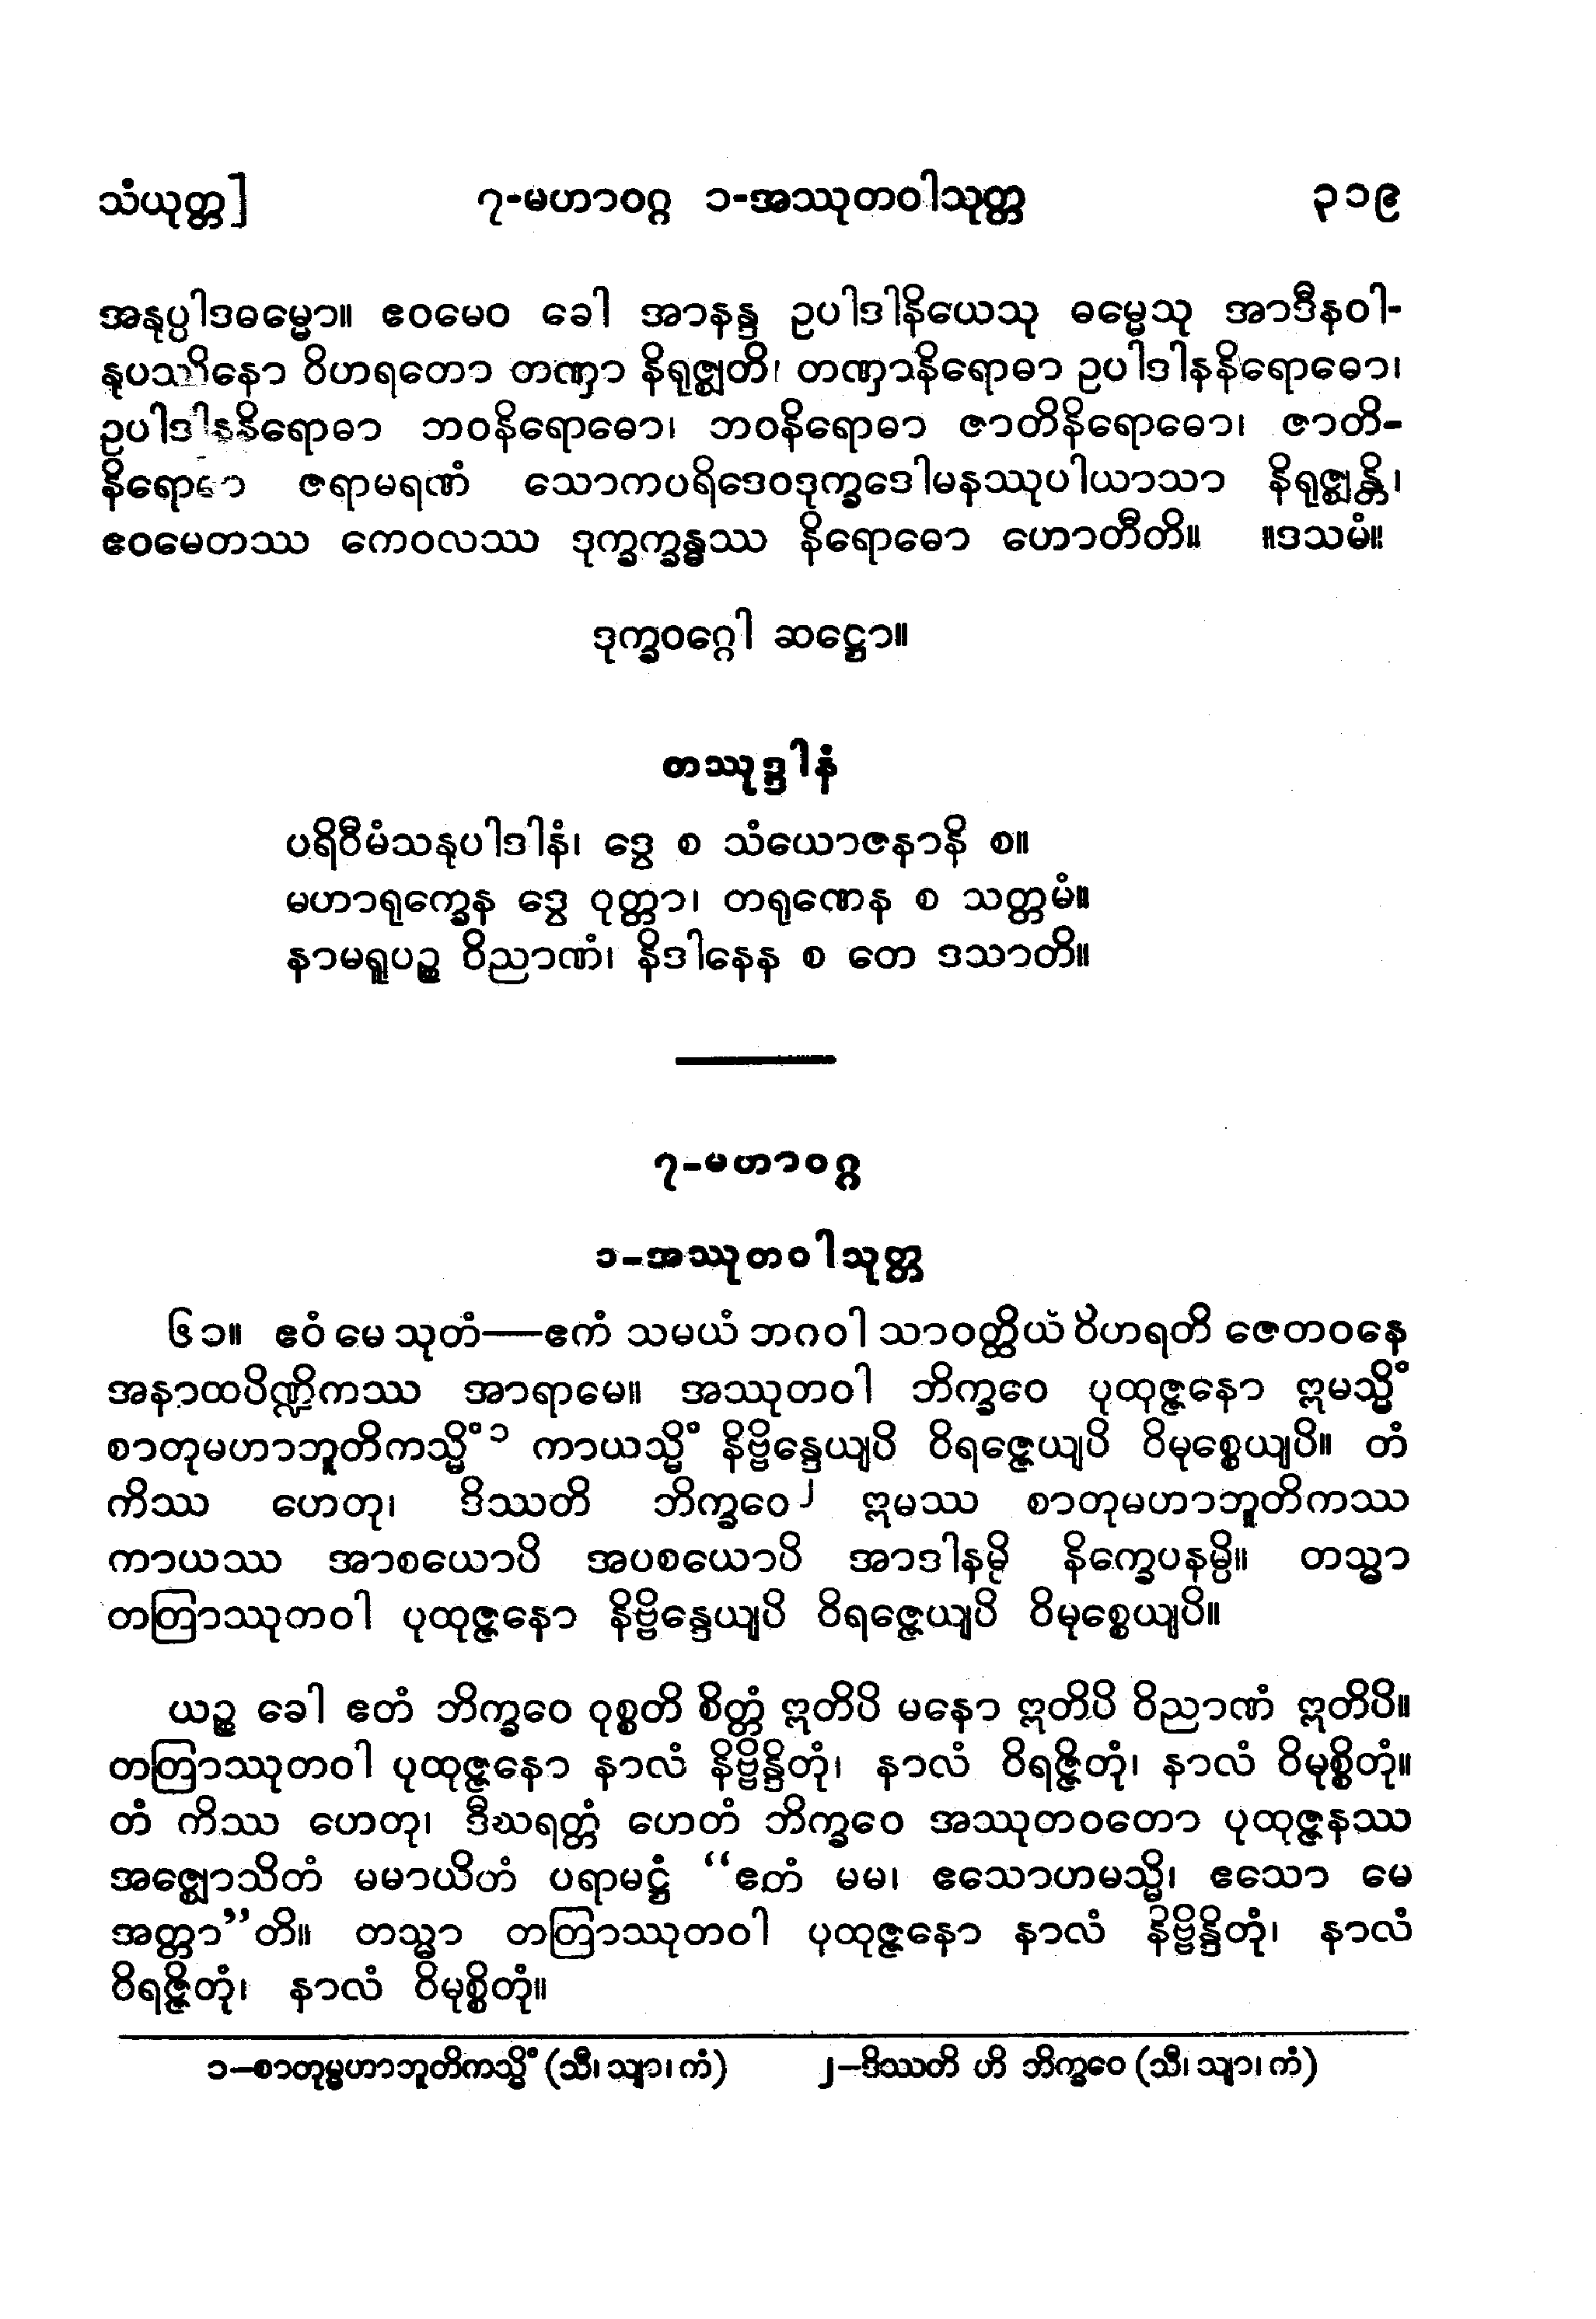 သံယုတ္တ] ၇-မဟာဝဂ္ဂ ၁-အဿုတဝါသုတ္တ ၃၁၉
အနုပ္ပါဒဓမ္မော။ ဧဝမေဝ ခေါ အာနန္ဒ ဥပါဒါနိယေသု ဓမ္မေသု အာဒီနဝါ-
နုပဿိနော ဝိဟရတော တဏှာ နိရုဇ္ဈတိ၊ တဏှာနိရောဓာ ဥပါဒါနနိရောဓော၊
ဥပါဒါနနိရောဓာ ဘဝနိရောဓော၊ ဘဝနိရောဓာ ဇာတိနိရောဓော၊ ဇာတိ-
နိရောဓာ ဇရာမရဏံ သောကပရိဒေဝဒုက္ခဒေါမနဿုပါယာသာ နိရုဇ္ဈန္တိ၊
ဧဝမေတဿ ကေဝလဿ ဒုက္ခက္ခန္ဓဿ နိရောဓော ဟောတီတိ။ ။ဒသမံ။
ဒုက္ခဝဂ္ဂေါ ဆဋ္ဌော။
တဿုဒ္ဒါနံ
ပရိဝီမံသနုပါဒါနံ၊ ဒွေ စ သံယောဇနာနိ စ။
မဟာရုက္ခေန ဒွေ ဝုတ္တာ၊ တရုဏေန စ သတ္တမံ။
နာမရူပဉ္စ ဝိညာဏံ၊ နိဒါနေန စ တေ ဒသာတိ။
၇-မဟာဝဂ္ဂ
၁-အဿုတဝါသုတ္တ
၆၁။ ဧဝံ မေ သုတံ—ဧကံ သမယံ ဘဂဝါ သာဝတ္ထိယံ ဝိဟရတိ ဇေတဝနေ
အနာထပိဏ္ဍိကဿ အာရာမေ။ အဿုတဝါ ဘိက္ခဝေ ပုထုဇ္ဇနော ဣမသ္မိံ
စာတုမဟာဘူတိကသ္မိံ၁ ကာယသ္မိံ နိဗ္ဗိန္ဒေယျပိ ဝိရဇ္ဇေယျပိ ဝိမုစ္စေယျပိ။ တံ
ကိဿ ဟေတု၊ ဒိဿတိ ဘိက္ခဝေ၂ ဣမဿ စာတုမဟာဘူတိကဿ
ကာယဿ အာစယောပိ အပစယောပိ အာဒါနမ္ပိ နိက္ခေပနမ္ပိ။ တသ္မာ
တတြာဿုတဝါ ပုထုဇ္ဇနော နိဗ္ဗိန္ဒေယျပိ ဝိရဇ္ဇေယျပိ ဝိမုစ္စေယျပိ။
ယဉ္စ ခေါ ဧတံ ဘိက္ခဝေ ဝုစ္စတိ စိတ္တံ ဣတိပိ မနော ဣတိပိ ဝိညာဏံ ဣတိပိ။
တတြာဿုတဝါ ပုထုဇ္ဇနော နာလံ နိဗ္ဗိန္ဒိတုံ၊ နာလံ ဝိရဇ္ဇိတုံ၊ နာလံ ဝိမုစ္စိတုံ။
တံ ကိဿ ဟေတု၊ ဒီဃရတ္တံ ဟေတံ ဘိက္ခဝေ အဿုတဝတော ပုထုဇ္ဇနဿ
အဇ္ဈောသိတံ မမာယိတံ ပရာမဋ္ဌံ “ဧတံ မမ၊ ဧသောဟမသ္မိ၊ ဧသော မေ
အတ္တာ”တိ။ တသ္မာ တတြာဿုတဝါ ပုထုဇ္ဇနော နာလံ နိဗ္ဗိန္ဒိတုံ၊ နာလံ
ဝိရဇ္ဇိတုံ၊ နာလံ ဝိမုစ္စိတုံ။
၁—စာတုမ္မဟာဘူတိကသ္မိံ (သီ၊ သျာ၊ ကံ) ၂—ဒိဿတိ ဟိ ဘိက္ခဝေ (သီ၊ သျာ၊ ကံ)